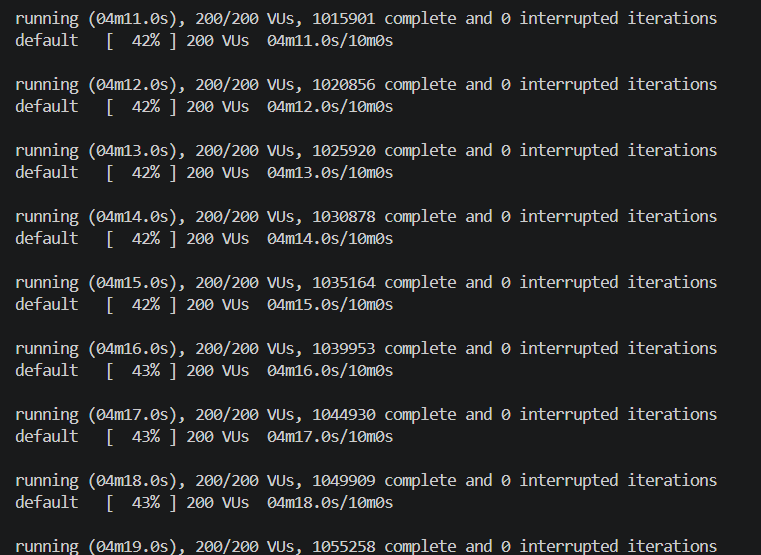 running (04m11.0s), 200/200 VUs, 1015901 complete and 0 interrupted iterations
default   [  42% ] 200 VUs  04m11.0s/10m0s
running (04m12.0s), 200/200 VUs, 1020856 complete and 0 interrupted iterations
default   [  42% ] 200 VUs  04m12.0s/10m0s
running (04m13.0s), 200/200 VUs, 1025920 complete and 0 interrupted iterations
default   [  42% ] 200 VUs  04m13.0s/10m0s
running (04m14.0s), 200/200 VUs, 1030878 complete and 0 interrupted iterations
default   [  42% ] 200 VUs  04m14.0s/10m0s
running (04m15.0s), 200/200 VUs, 1035164 complete and 0 interrupted iterations
default   [  42% ] 200 VUs  04m15.0s/10m0s
running (04m16.0s), 200/200 VUs, 1039953 complete and 0 interrupted iterations
default   [  43% ] 200 VUs  04m16.0s/10m0s
running (04m17.0s), 200/200 VUs, 1044930 complete and 0 interrupted iterations
default   [  43% ] 200 VUs  04m17.0s/10m0s
running (04m18.0s), 200/200 VUs, 1049909 complete and 0 interrupted iterations
default   [  43% ] 200 VUs  04m18.0s/10m0s
running (04m19.0s), 200/200 VUs, 1055258 complete and 0 interrupted iterations